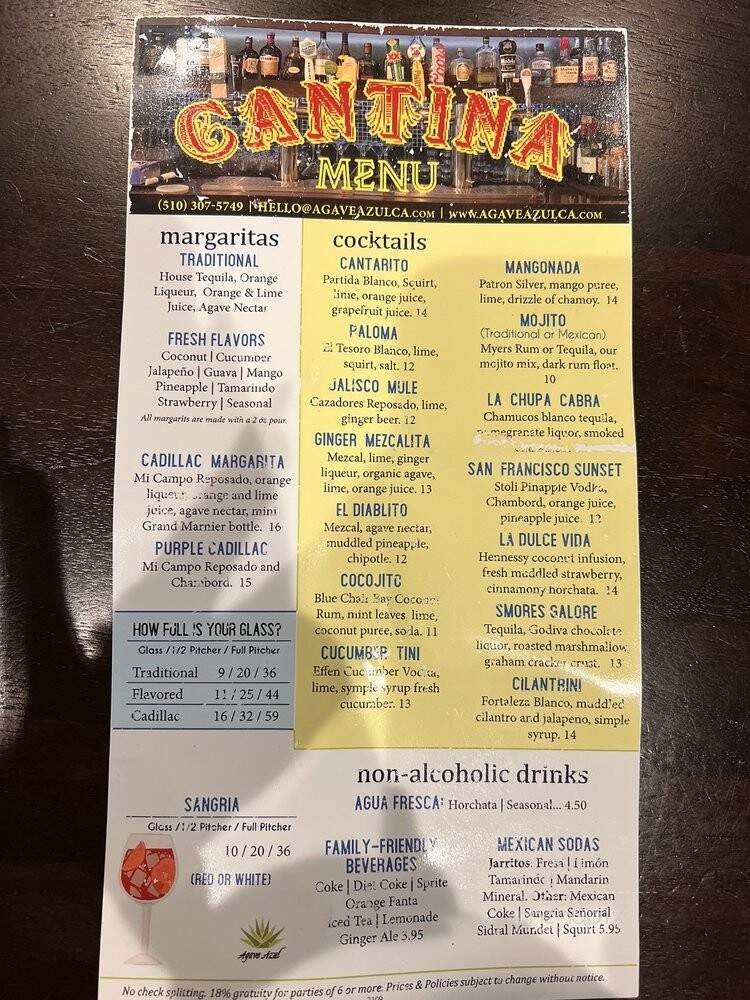 CANTINA
MENU
(510) 307-5749 | HELLO@AGAVEAZULCA.COM | WWW.AGAVEAZULCA.COM
margaritas
TRADITIONAL
House Tequila, Orange
Liqueur, Orange & Lime
Juice, Agave Nectar
FRESH FLAVORS
Coconut | Cucumber
Jalapeño | Guava | Mango
Pineapple | Tamarindo
Strawberry | Seasonal
All margarits are made with a 2 oz pour.
CADILLAC MARGARITA
Mi Campo Reposado, orange
liqueur, orange and lime
juice, agave nectar, mini
Grand Marnier bottle. 16
PURPLE CADILLAC
Mi Campo Reposado and
Chambord. 15
HOW FULL IS YOUR GLASS?
Glass /1/2 Pitcher / Full Pitcher
Traditional 9 / 20 / 36
Flavored 11 / 25 / 44
Cadillac 16 / 32 / 59
SANGRIA
Glass /1/2 Pitcher / Full Pitcher
10 / 20 / 36
(RED OR WHITE)
Agave Azul
cocktails
CANTARITO
Partida Blanco, Squirt,
lime, orange juice,
grapefruit juice. 14
PALOMA
El Tesoro Blanco, lime,
squirt, salt. 12
JALISCO MULE
Cazadores Reposado, lime,
ginger beer. 12
GINGER MEZCALITA
Mezcal, lime, ginger
liqueur, organic agave,
lime, orange juice. 13
EL DIABLITO
Mezcal, agave nectar,
muddled pineapple,
chipotle. 12
COCOJITO
Blue Chair Bay Coconut
Rum, mint leaves, lime,
coconut puree, soda. 11
CUCUMBER TINI
Effen Cucumber Vodka,
lime, symple syrup fresh
cucumber. 13
MANGONADA
Patron Silver, mango puree,
lime, drizzle of chamoy. 14
MOJITO
(Traditional or Mexican)
Myers Rum or Tequila, our
mojito mix, dark rum float.
10
LA CHUPA CABRA
Chamucos blanco tequila,
pomegranate liquor, smoked
SAN FRANCISCO SUNSET
Stoli Pinapple Vodka,
Chambord, orange juice,
pineapple juice.
LA DULCE VIDA
Hennessy coconut infusion,
fresh muddled strawberry,
cinnamony horchata. 14
SMORES GALORE
Tequila, Godiva chocolate
liquor, roasted marshmallow,
graham cracker crust. 13
CILANTRINI
Fortaleza Blanco, muddled
cilantro and jalapeno, simple
syrup. 14
non-alcoholic drinks
AGUA FRESCA: Horchata | Seasonal... 4.50
FAMILY-FRIENDLY
BEVERAGES
Coke | Diet Coke | Sprite
Orange Fanta
Iced Tea | Lemonade
Ginger Ale 3.95
MEXICAN SODAS
Jarritos: Fresa | Limón
Tamarindo | Mandarin
Mineral. Other: Mexican
Coke | Sangria Señorial
Sidral Mundet | Squirt 5.95
No check splitting. 18% gratuity for parties of 6 or more. Prices & Policies subject to change without notice.